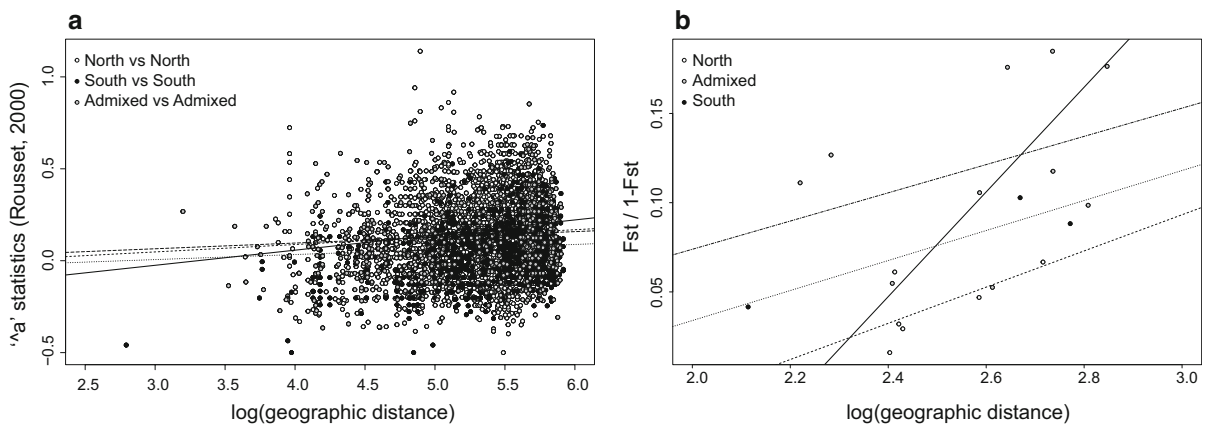 a
'^a' statistics (Rousset, 2000)
1.0
0.5
0.0
−0.5
North vs North
South vs South
Admixed vs Admixed
2.5 3.0 3.5 4.0 4.5 5.0 5.5 6.0
log(geographic distance)
b
Fst / 1-Fst
0.15
0.10
0.05
North
Admixed
South
2.0 2.2 2.4 2.6 2.8 3.0
log(geographic distance)